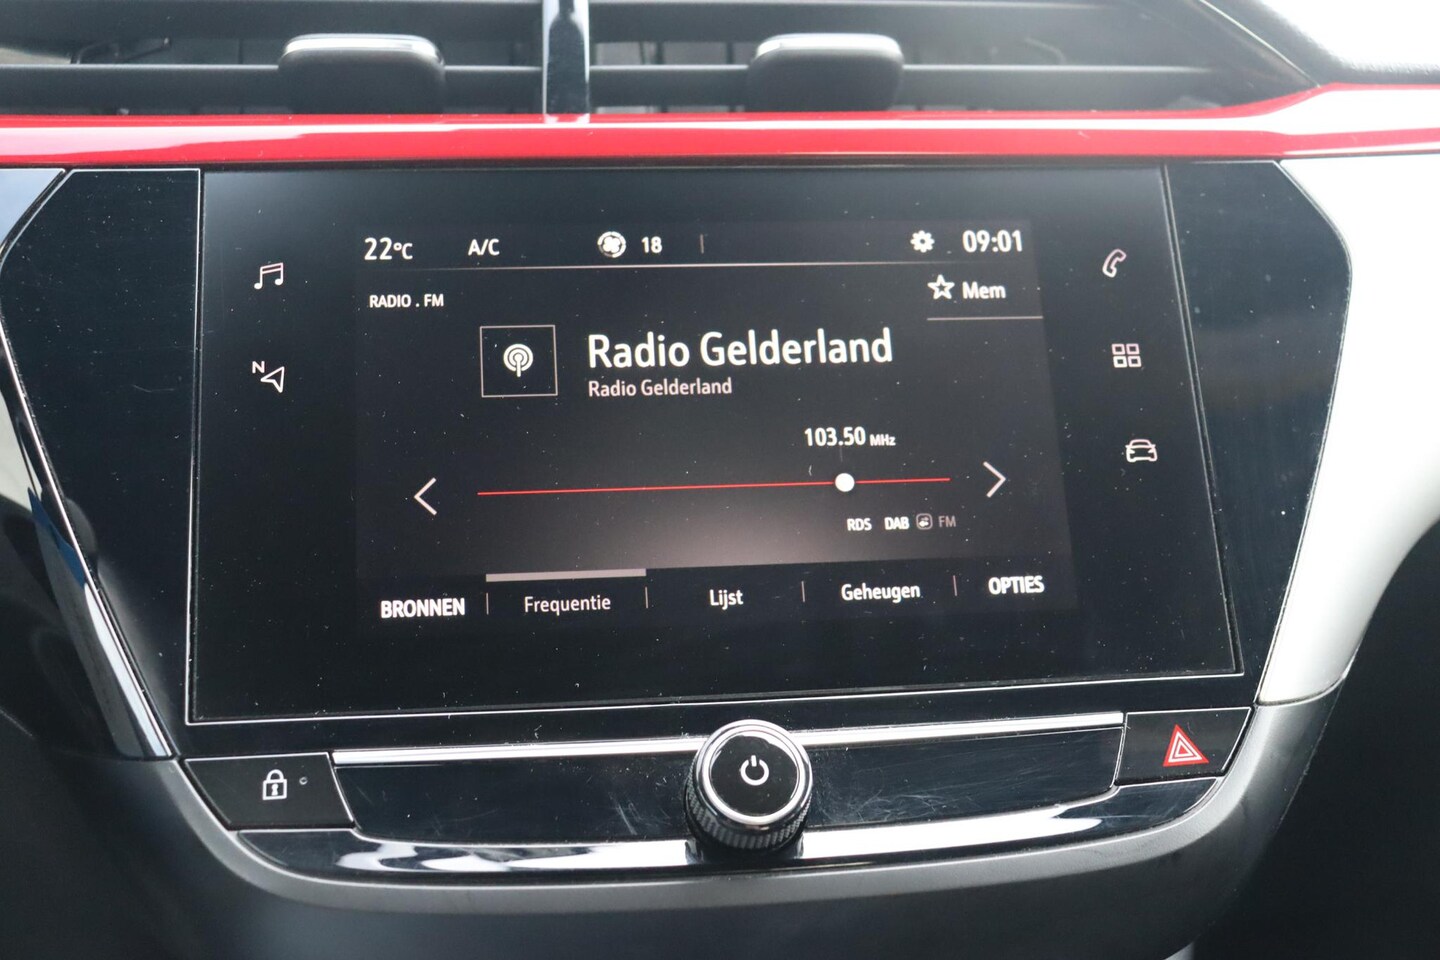 22°C A/C 18 09:01
RADIO . FM
Mem
Radio Gelderland
Radio Gelderland
N
103.50 MHz
RDS DAB FM
BRONNEN Frequentie Lijst Geheugen OPTIES